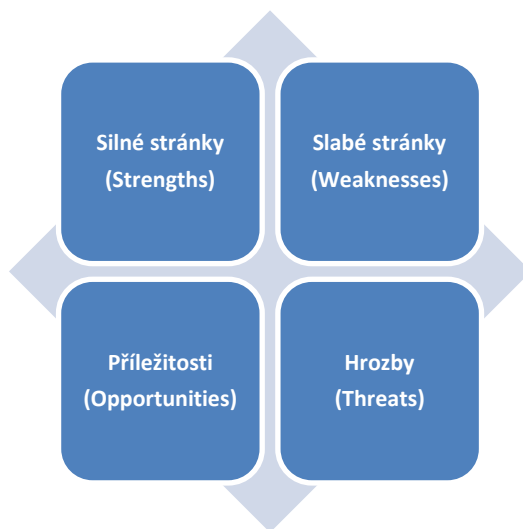 Silné stránky
(Strengths)
Slabé stránky
(Weaknesses)
Příležitosti
(Opportunities)
Hrozby
(Threats)